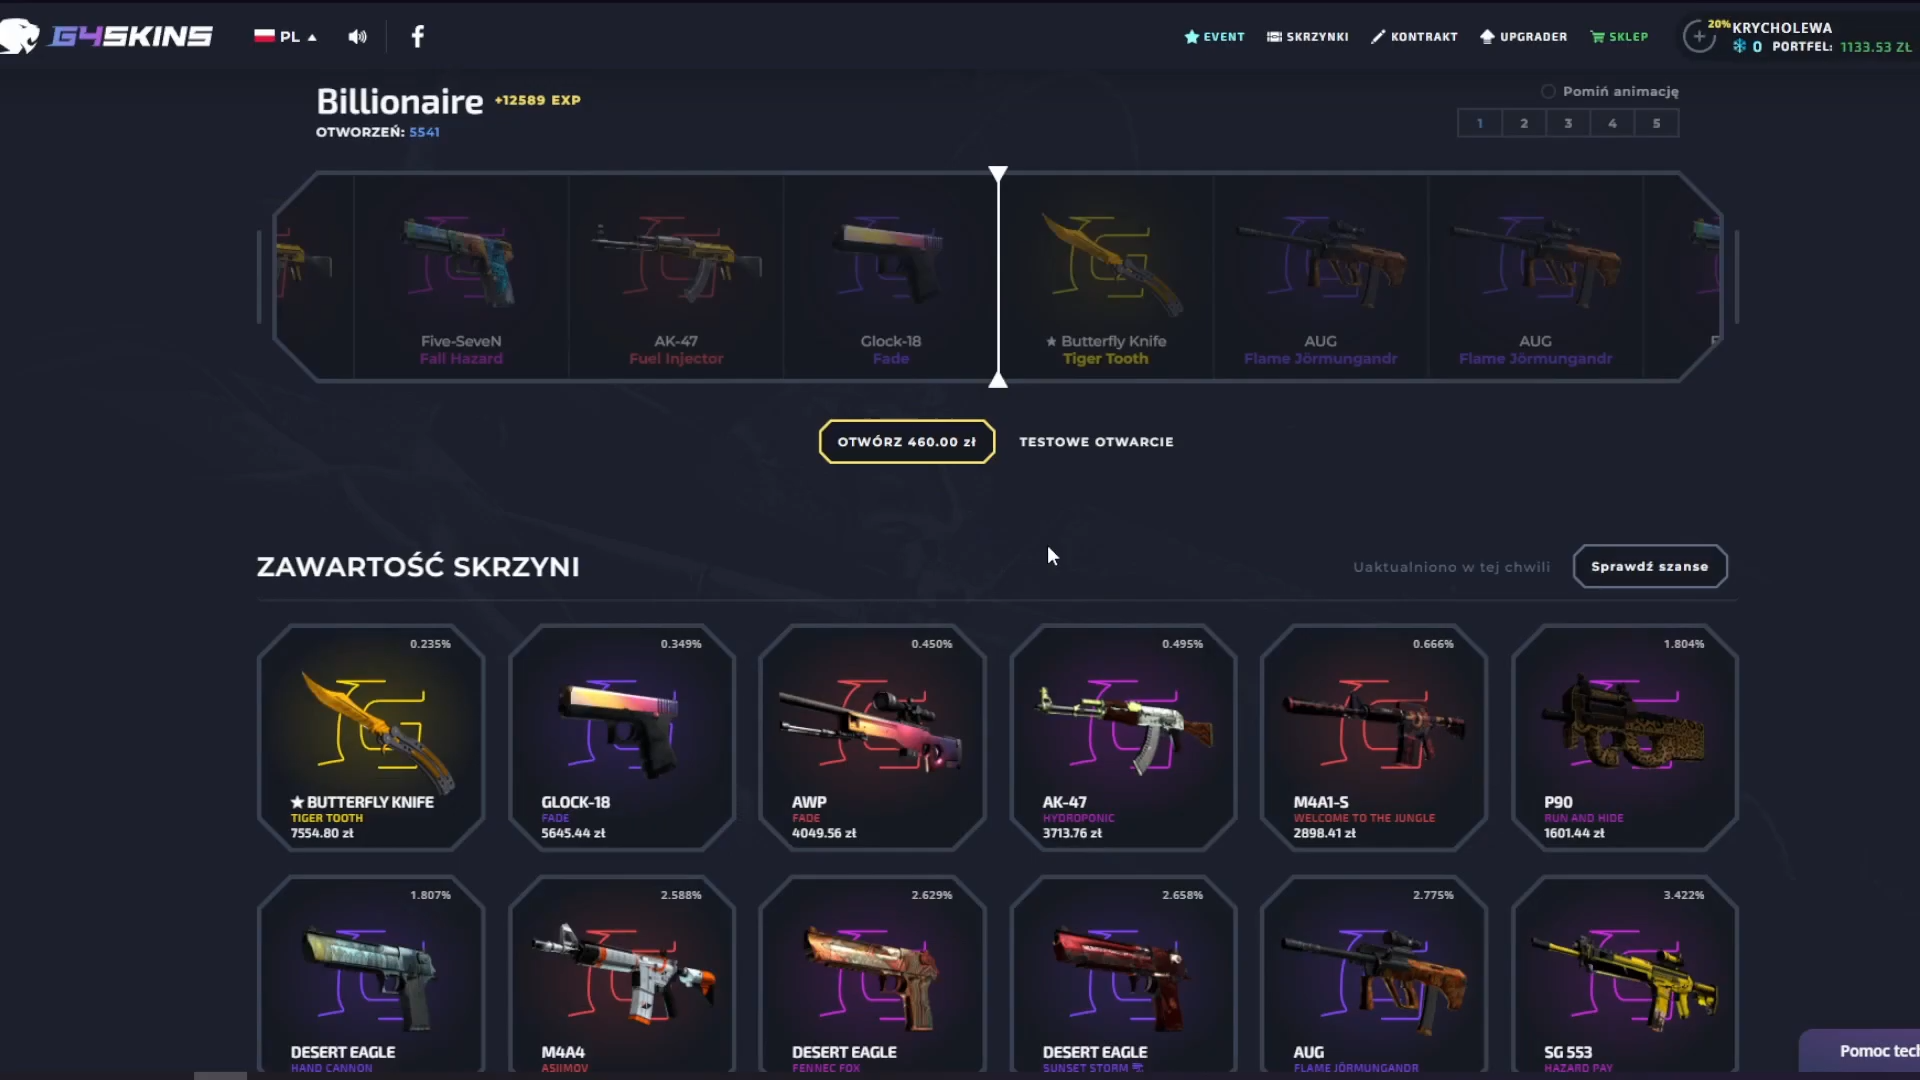 G4SKINS
PL
EVENT
SKRZYNKI
KONTRAKT
UPGRADER
SKLEP
20%
KRYCHOLEWA
0 PORTFEL: 1133.53 ZŁ
Billionaire +12589 EXP
OTWORZEŃ: 5541
Pomiń animację
1 2 3 4 5
Five-SeveN
Fall Hazard
AK-47
Fuel Injector
Glock-18
Fade
★ Butterfly Knife
Tiger Tooth
AUG
Flame Jörmungandr
AUG
Flame Jörmungandr
OTWÓRZ 460.00 zł
TESTOWE OTWARCIE
ZAWARTOŚĆ SKRZYNI
Uaktualniono w tej chwili
Sprawdź szanse
0.235%
★ BUTTERFLY KNIFE
TIGER TOOTH
7554.80 zł
0.349%
GLOCK-18
FADE
5645.44 zł
0.450%
AWP
FADE
4049.56 zł
0.495%
AK-47
HYDROPONIC
3713.76 zł
0.666%
M4A1-S
WELCOME TO THE JUNGLE
2898.41 zł
1.804%
P90
RUN AND HIDE
1601.44 zł
1.807%
DESERT EAGLE
HAND CANNON
2.588%
M4A4
ASIIMOV
2.629%
DESERT EAGLE
FENNEC FOX
2.658%
DESERT EAGLE
SUNSET STORM 弐
2.775%
AUG
FLAME JÖRMUNGANDR
3.422%
SG 553
HAZARD PAY
Pomoc tech